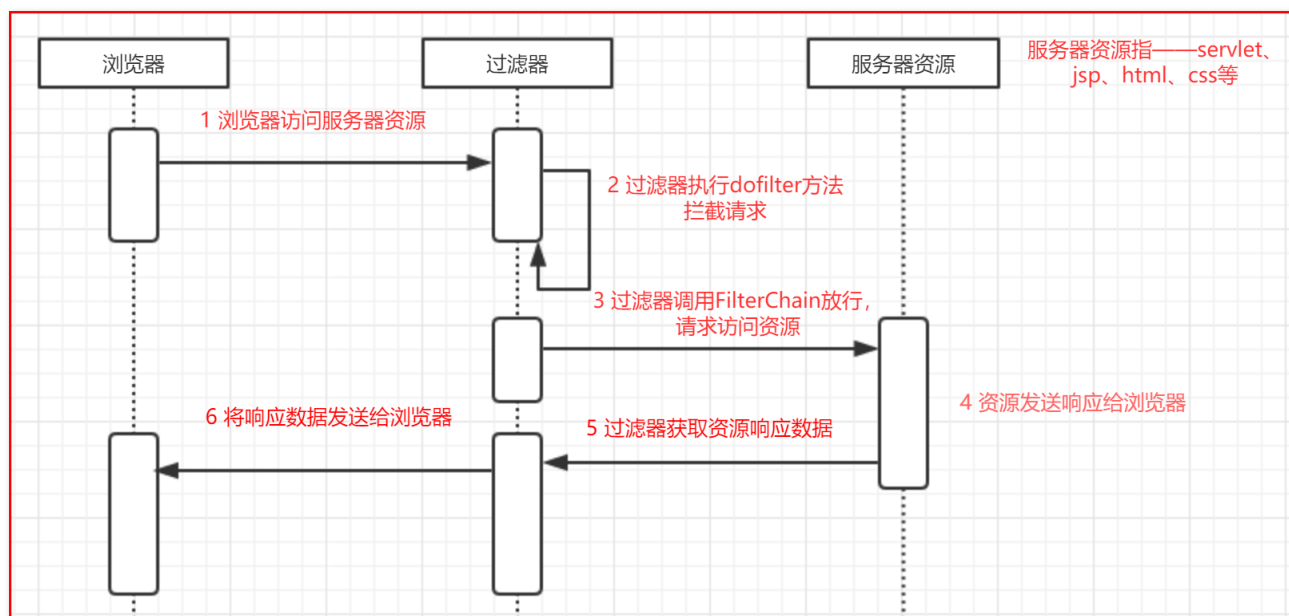 浏览器
过滤器
服务器资源
服务器资源指——servlet、
jsp、html、css等
1 浏览器访问服务器资源
2 过滤器执行dofilter方法
拦截请求
3 过滤器调用FilterChain放行，
请求访问资源
4 资源发送响应给浏览器
5 过滤器获取资源响应数据
6 将响应数据发送给浏览器